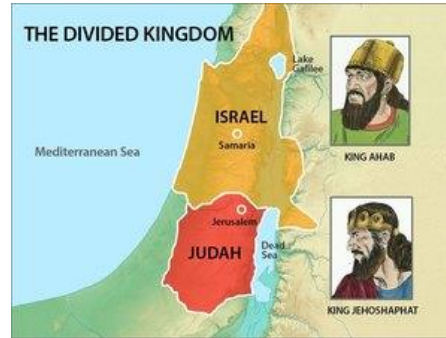 THE DIVIDED KINGDOM
Lake
Galilee
ISRAEL
Samaria
Mediterranean Sea
KING AHAB
Jerusalem
JUDAH
Dead
Sea
KING JEHOSHAPHAT